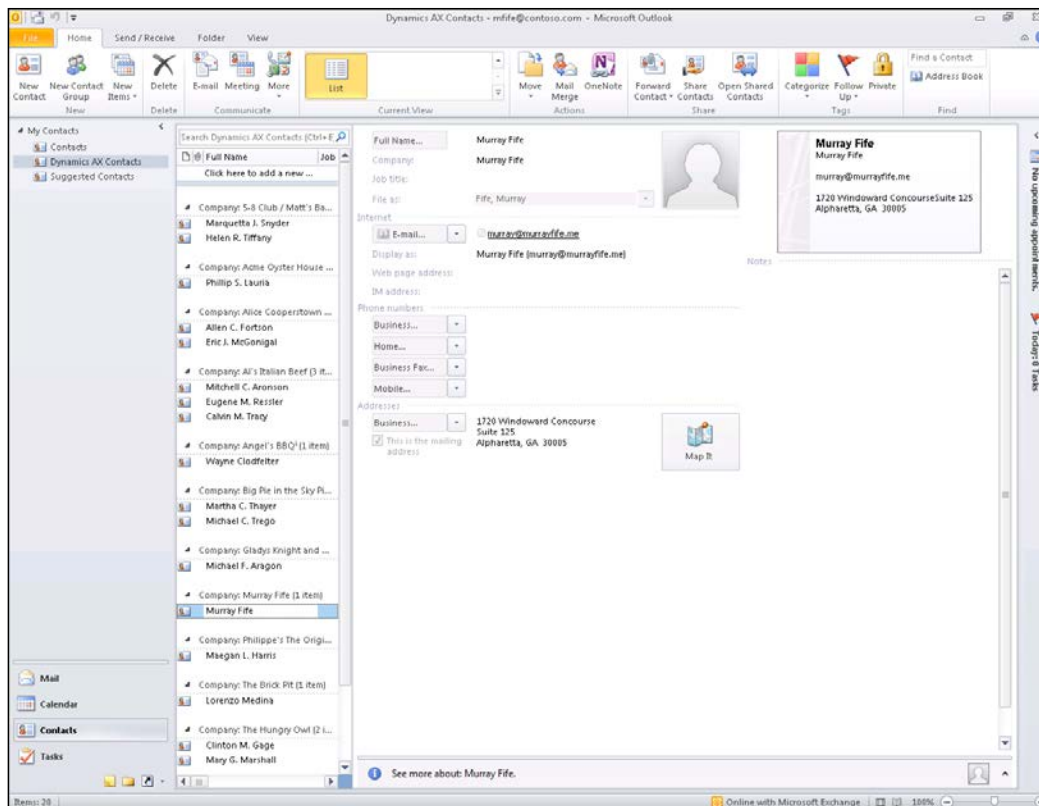 Dynamics AX Contacts - mfife@contoso.com - Microsoft Outlook
File Home Send / Receive Folder View
New Contact
New Contact Group
New Items
New
Delete
Delete
E-mail Meeting More
Communicate
List
Current View
Move
Mail Merge
OneNote
Actions
Forward Contact
Share Contacts
Open Shared Contacts
Share
Categorize
Follow Up
Private
Tags
Find a Contact
Address Book
Find
My Contacts
Contacts
Dynamics AX Contacts
Suggested Contacts
Mail
Calendar
Contacts
Tasks
Search Dynamics AX Contacts (Ctrl+E)
Full Name Job
Click here to add a new ...
Company: 5-8 Club / Matt's Ba...
Marquetta J. Snyder
Helen R. Tiffany
Company: Acme Oyster House ...
Phillip S. Lauria
Company: Alice Cooperstown ...
Allen C. Fortson
Eric J. McGonigal
Company: Al's Italian Beef (3 it...
Mitchell C. Aronson
Eugene M. Ressler
Calvin M. Tracy
Company: Angel's BBQ' (1 item)
Wayne Clodfelter
Company: Big Pie in the Sky Pi...
Martha C. Thayer
Michael C. Trego
Company: Gladys Knight and ...
Michael F. Aragon
Company: Murray Fife (1 item)
Murray Fife
Company: Philippe's The Origi...
Maegan L. Harris
Company: The Brick Pit (1 item)
Lorenzo Medina
Company: The Hungry Owl (2 i...
Clinton M. Gage
Mary G. Marshall
Full Name... Murray Fife
Company: Murray Fife
Job title:
File as: Fife, Murray
Internet
E-mail... murray@murrayfife.me
Display as: Murray Fife (murray@murrayfife.me)
Web page address:
IM address:
Phone numbers
Business...
Home...
Business Fax...
Mobile...
Addresses
Business... 1720 Windoward Concourse
Suite 125
Alpharetta, GA 30005
This is the mailing address
Map It
Murray Fife
Murray Fife
murray@murrayfife.me
1720 Windoward ConcourseSuite 125
Alpharetta, GA 30005
Notes
See more about: Murray Fife.
No upcoming appointments.
Today: 0 Tasks
Items: 20
Online with Microsoft Exchange 100%